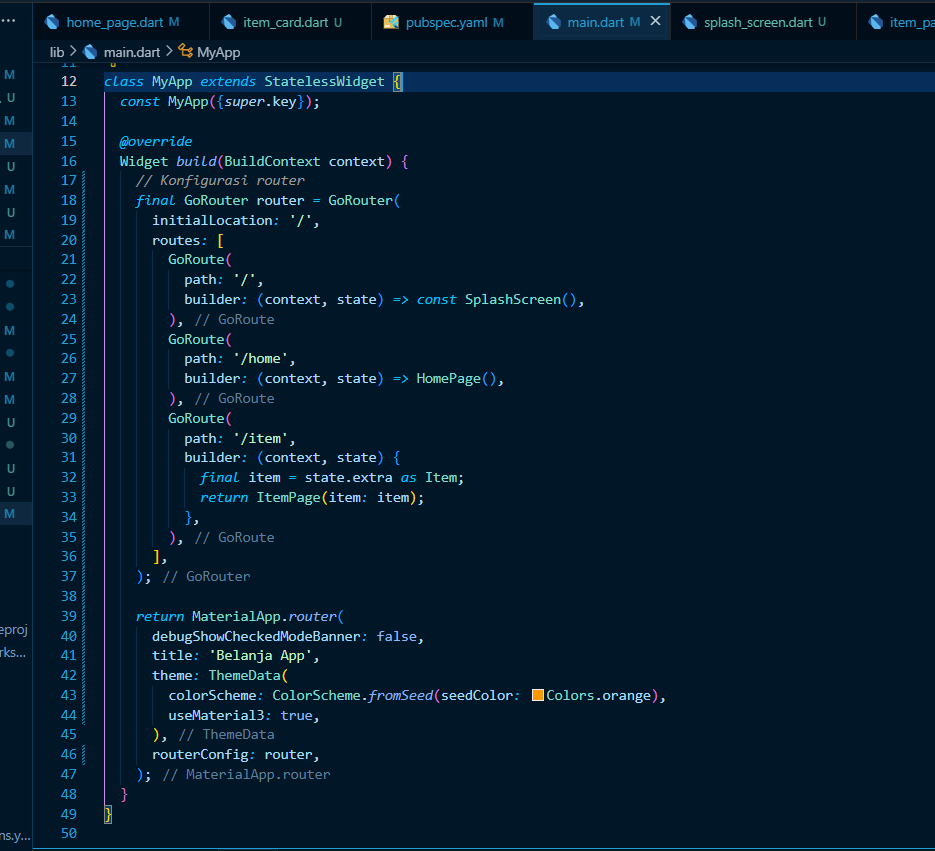 home_page.dart M
item_card.dart U
pubspec.yaml M
main.dart M
splash_screen.dart U
lib > main.dart > MyApp
12 class MyApp extends StatelessWidget {
13 const MyApp({super.key});
14
15 @override
16 Widget build(BuildContext context) {
17 // Konfigurasi router
18 final GoRouter router = GoRouter(
19 initialLocation: '/',
20 routes: [
21 GoRoute(
22 path: '/',
23 builder: (context, state) => const SplashScreen(),
24 ), // GoRoute
25 GoRoute(
26 path: '/home',
27 builder: (context, state) => HomePage(),
28 ), // GoRoute
29 GoRoute(
30 path: '/item',
31 builder: (context, state) {
32 final item = state.extra as Item;
33 return ItemPage(item: item);
34 },
35 ), // GoRoute
36 ],
37 ); // GoRouter
38
39 return MaterialApp.router(
40 debugShowCheckedModeBanner: false,
41 title: 'Belanja App',
42 theme: ThemeData(
43 colorScheme: ColorScheme.fromSeed(seedColor: Colors.orange),
44 useMaterial3: true,
45 ), // ThemeData
46 routerConfig: router,
47 ); // MaterialApp.router
48 }
49 }
50
M
U
M
M
U
M
U
M
M
M
M
U
U
U
M